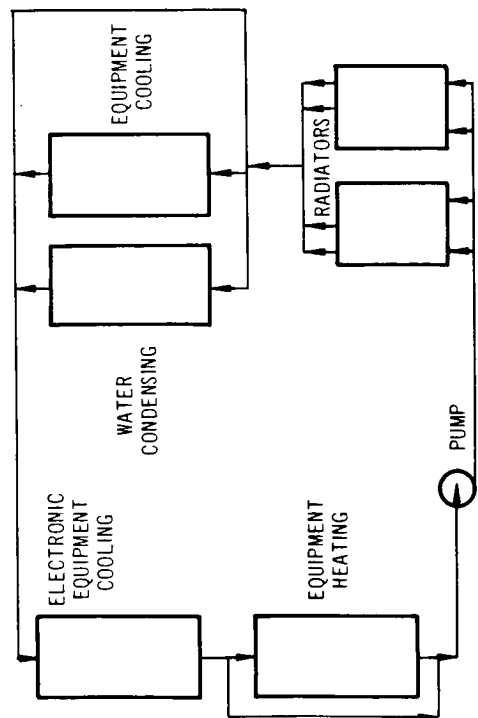 ELECTRONIC
EQUIPMENT
COOLING
WATER
CONDENSING
EQUIPMENT
COOLING
EQUIPMENT
HEATING
RADIATORS
PUMP